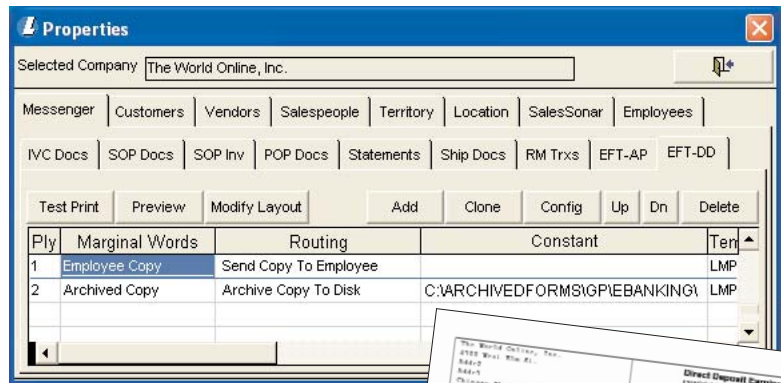 Properties
Selected Company The World Online, Inc.
Messenger Customers Vendors Salespeople Territory Location SalesSonar Employees
IVC Docs SOP Docs SOP Inv POP Docs Statements Ship Docs RM Trxs EFT-AP EFT-DD
Test Print Preview Modify Layout Add Clone Config Up Dn Delete
Ply Marginal Words Routing Constant Tem
1 Employee Copy Send Copy To Employee LMP
2 Archived Copy Archive Copy To Disk C:\ARCHIVEDFORMS\GP\EBANKING\ LMP
The World Online, Inc.
Direct Deposit